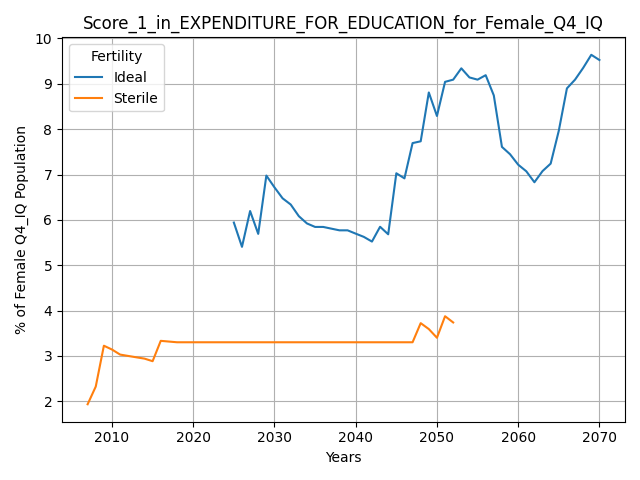 Score_1_in_EXPENDITURE_FOR_EDUCATION_for_Female_Q4_IQ
Fertility
Ideal
Sterile
% of Female Q4_IQ Population
10
9
8
7
6
5
4
3
2
2010 2020 2030 2040 2050 2060 2070
Years